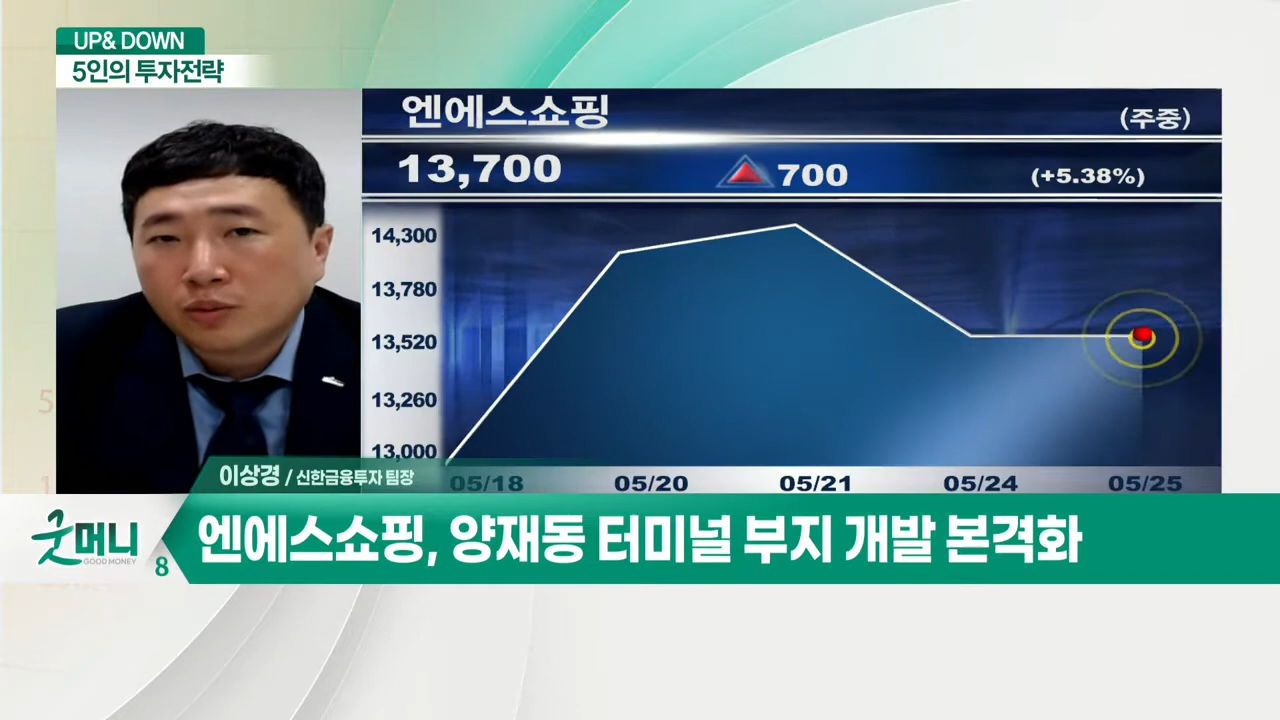 UP& DOWN
5인의 투자전략
엔에스쇼핑
(주중)
13,700
700
(+5.38%)
14,300
13,780
13,520
13,260
13,000
05/18
05/20
05/21
05/24
05/25
이상경 / 신한금융투자 팀장
굿머니
GOOD MONEY
8
엔에스쇼핑, 양재동 터미널 부지 개발 본격화
5
1